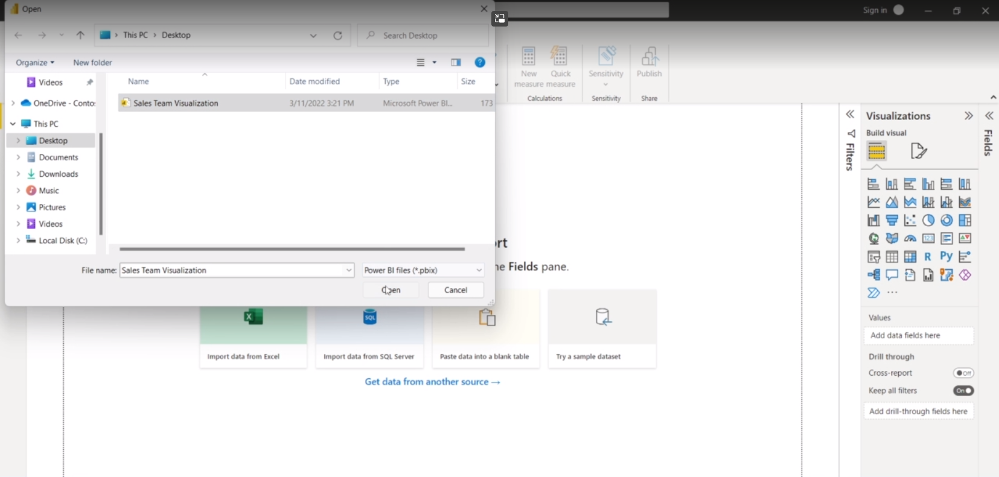 Open
Sign in
This PC
Desktop
Search Desktop
Organize
New folder
Name
Date modified
Type
Size
Videos
OneDrive - Contos
This PC
Desktop
Documents
Downloads
Music
Pictures
Videos
Local Disk (C:)
Sales Team Visualization
3/11/2022 3:21 PM
Microsoft Power BI...
173
File name:
Sales Team Visualization
Power BI files (*.pbix)
Open
Cancel
New
measure
Quick
measure
Calculations
Sensitivity
Sensitivity
Publish
Share
Fields pane.
X
Import data from Excel
SQL
Import data from SQL Server
Paste data into a blank table
Try a sample dataset
Get data from another source →
Filters
Visualizations
Build visual
R
Py
123
...
Values
Add data fields here
Drill through
Cross-report
Off
Keep all filters
On
Add drill-through fields here
Fields